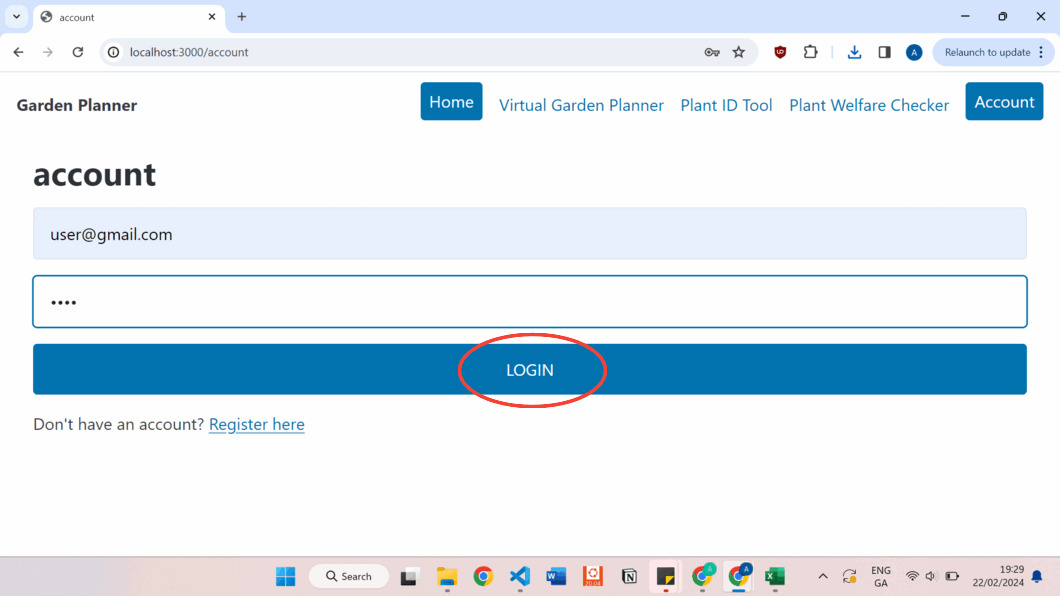 account
localhost:3000/account
Relaunch to update
Garden Planner
Home
Virtual Garden Planner
Plant ID Tool
Plant Welfare Checker
Account
account
user@gmail.com
••••
LOGIN
Don't have an account? Register here
Search
ENG
GA
19:29
22/02/2024